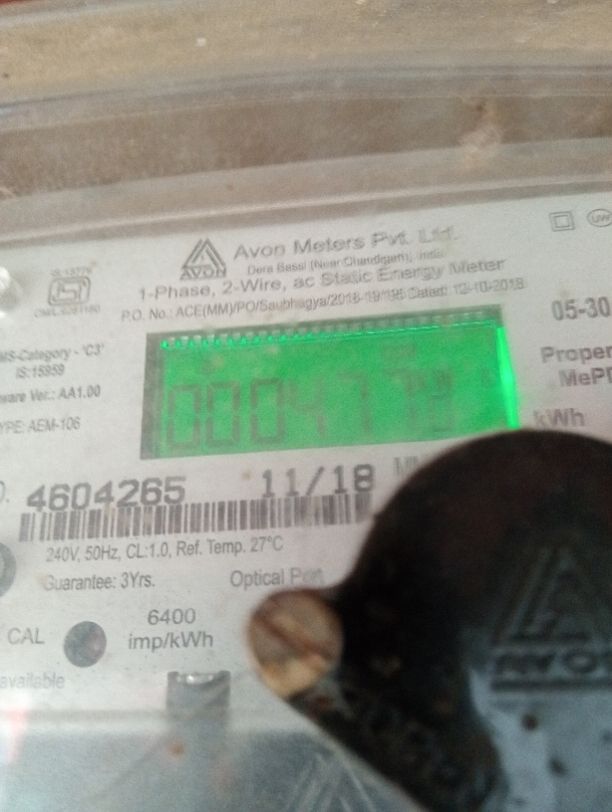 AVON
Avon Meters Pvt. Ltd.
Dera Bassi (Near Chandigarh), India
1-Phase, 2-Wire, ac Static Energy Meter
P.O. No.: ACE(MM)/PO/Saubhagya/2018-19/195 Dated: 12-10-2018
MS-Category - 'C3'
IS:15959
ware Ver.: AA1.00
YPE: AEM-106
05-30
Proper
MePD
kWh
4604265
11/18
240V, 50Hz, CL:1.0, Ref. Temp. 27°C
Guarantee: 3Yrs.
Optical Port
CAL
6400
imp/kWh
available